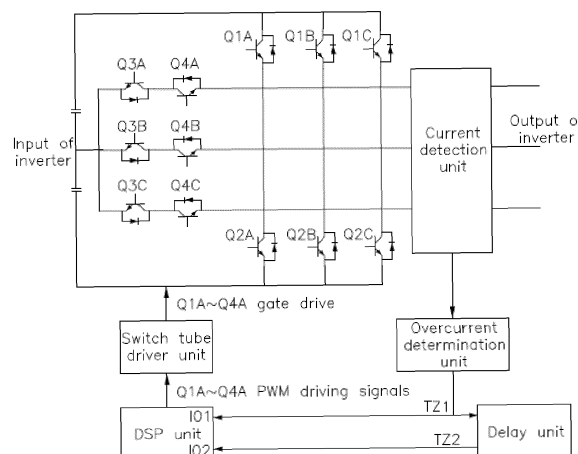 Q1A Q1B Q1C
Q3A Q4A
Q3B Q4B
Input of
inverter
Q3C Q4C
Current
detection
unit
Output o
inverter
Q2A Q2B Q2C
Q1A~Q4A gate drive
Switch tube
driver unit
Overcurrent
determination
unit
Q1A~Q4A PWM driving signals
IO1
TZ1
DSP unit
IO2
TZ2
Delay unit